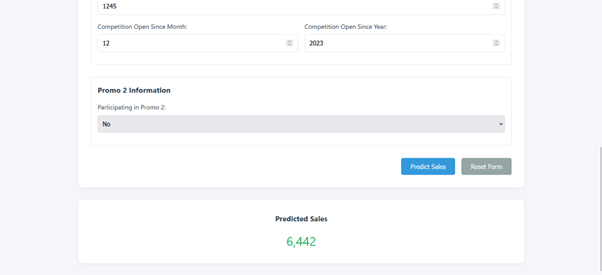 1245
Competition Open Since Month: Competition Open Since Year:
12 2023
Promo 2 Information
Participating in Promo 2:
No
Predict Sales Reset Form
Predicted Sales
6,442